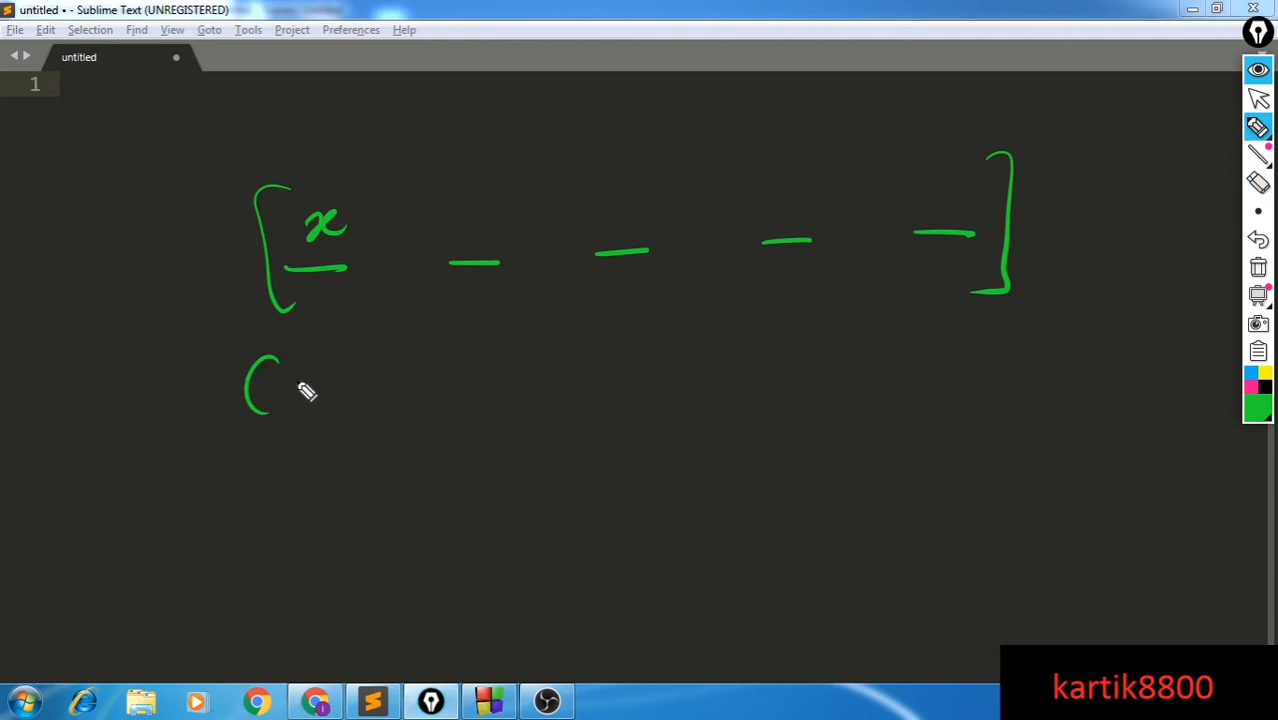 untitled • - Sublime Text (UNREGISTERED)
File Edit Selection Find View Goto Tools Project Preferences Help
untitled
1
[ x _ _ _ _ ]
(
kartik8800